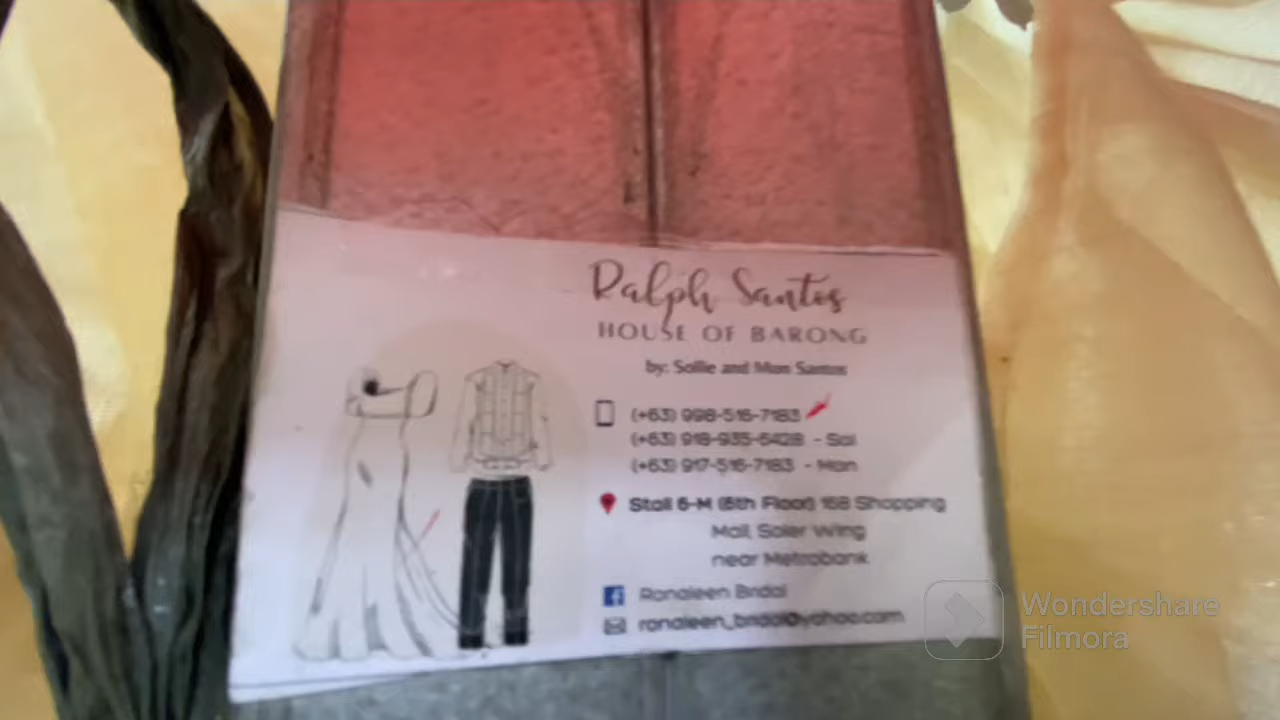 Ralph Santos
HOUSE OF BARONG
by: Sollie and Mon Santos
(+63) 998-516-7183
(+63) 918-935-6428 - Sol
(+63) 917-516-7183 - Mon
Stall 6-M (6th Floor) 168 Shopping
Mall, Soler Wing
near Metrobank
Ronaleen Bridal
ronaleen_bridal@yahoo.com
Wondershare
Filmora